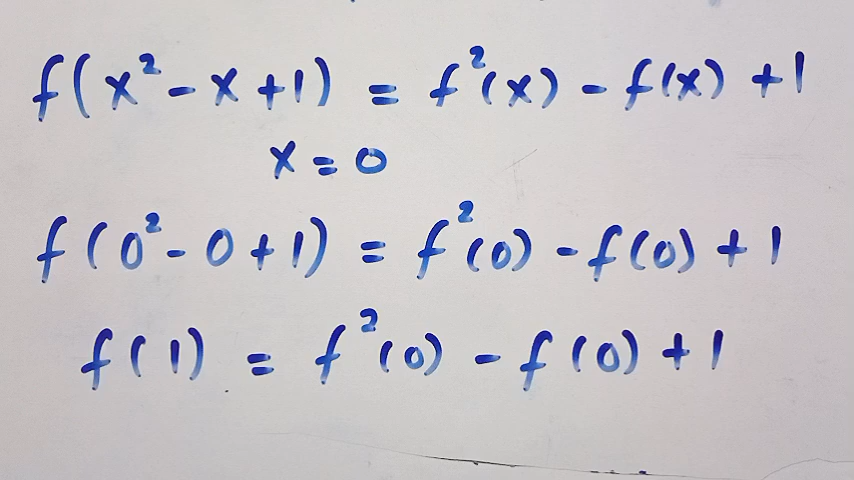 f(x² - x + 1) = f²(x) - f(x) + 1
x = 0
f(0² - 0 + 1) = f²(0) - f(0) + 1
f(1) = f²(0) - f(0) + 1